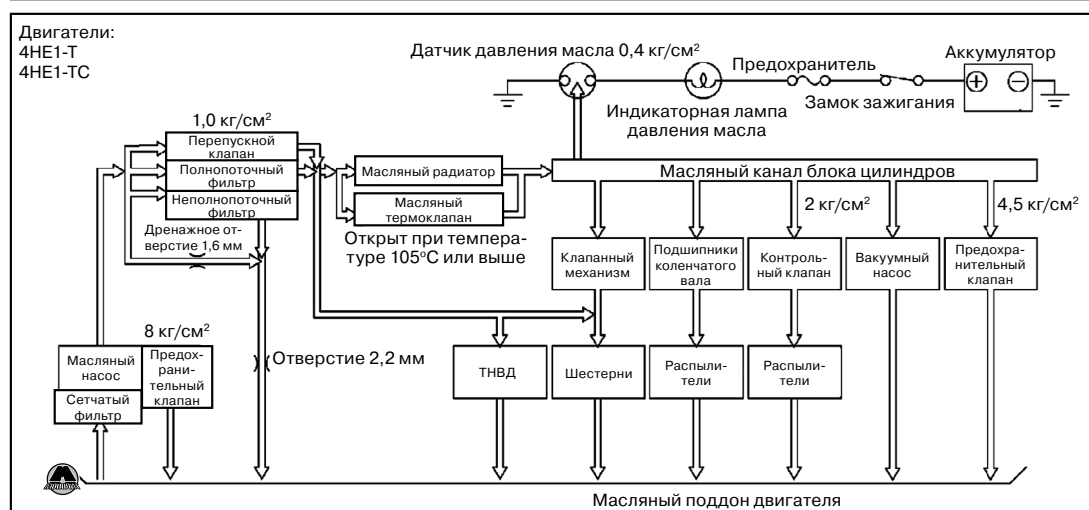 Двигатели:
4HE1-T
4HE1-TC
Датчик давления масла 0,4 кг/см²
Предохранитель
Аккумулятор
Индикаторная лампа
давления масла
Замок зажигания
1,0 кг/см²
Перепускной
клапан
Полнопоточный
фильтр
Неполнопоточный
фильтр
Дренажное от-
верстие 1,6 мм
Масляный радиатор
Масляный
термоклапан
Открыт при темпера-
туре 105°С или выше
Масляный канал блока цилиндров
2 кг/см²
4,5 кг/см²
Клапанный
механизм
Подшипники
коленчатого
вала
Контроль-
ный клапан
Вакуумный
насос
Предохра-
нительный
клапан
8 кг/см²
Масляный
насос
Сетчатый
фильтр
Предох-
ранитель-
ный
клапан
Отверстие 2,2 мм
ТНВД
Шестерни
Распыли-
тели
Распыли-
тели
Масляный поддон двигателя